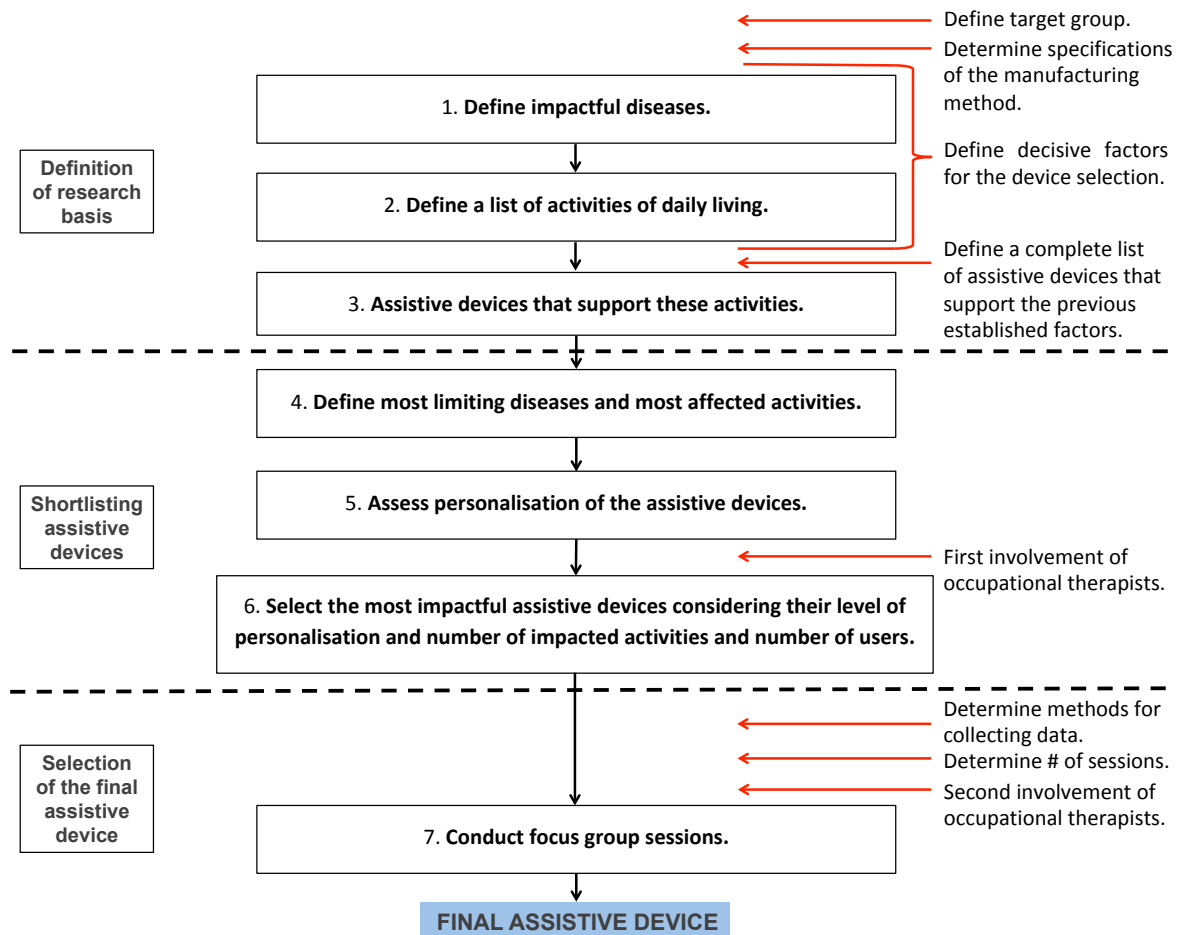 Define target group.
Determine specifications
of the manufacturing
method.
1. Define impactful diseases.
Define decisive factors
for the device selection.
Definition
of research
basis
2. Define a list of activities of daily living.
Define a complete list
of assistive devices that
support the previous
established factors.
3. Assistive devices that support these activities.
4. Define most limiting diseases and most affected activities.
Shortlisting
assistive
devices
5. Assess personalisation of the assistive devices.
First involvement of
occupational therapists.
6. Select the most impactful assistive devices considering their level of
personalisation and number of impacted activities and number of users.
Determine methods for
collecting data.
Determine # of sessions.
Second involvement of
occupational therapists.
Selection
of the final
assistive
device
7. Conduct focus group sessions.
FINAL ASSISTIVE DEVICE